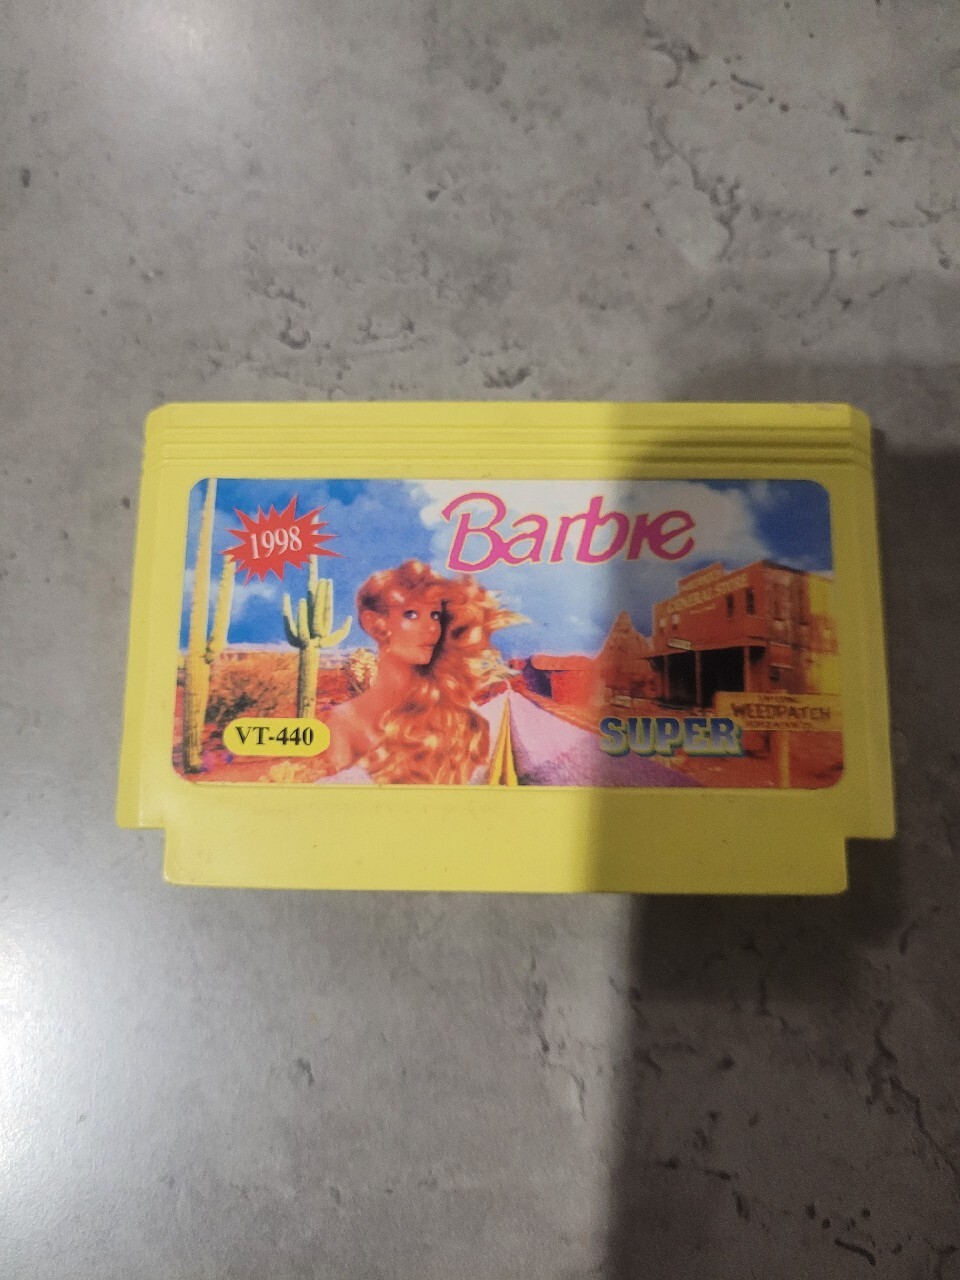 1998
Barbie
GENERAL STORE
WEEDPATCH
SUPER
VT-440